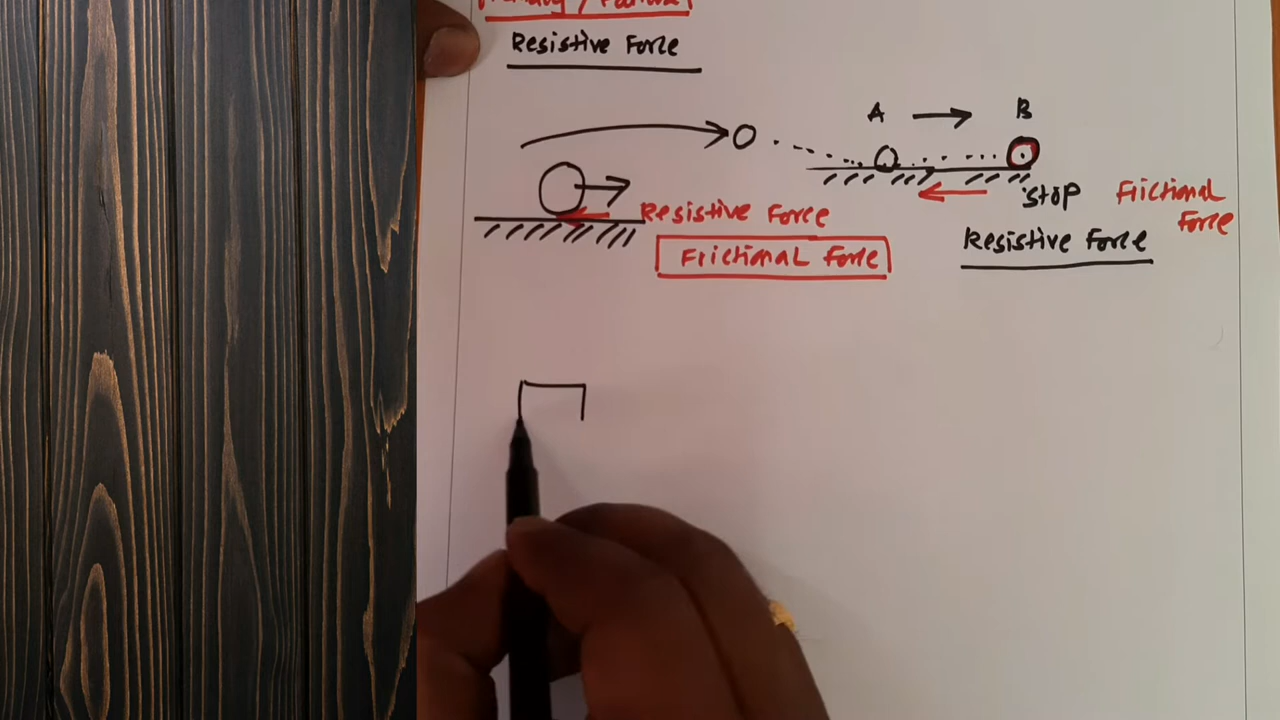 Resistive Force
A B
Resistive Force
Frictional Force
Stop
Frictional
Force
Resistive Force